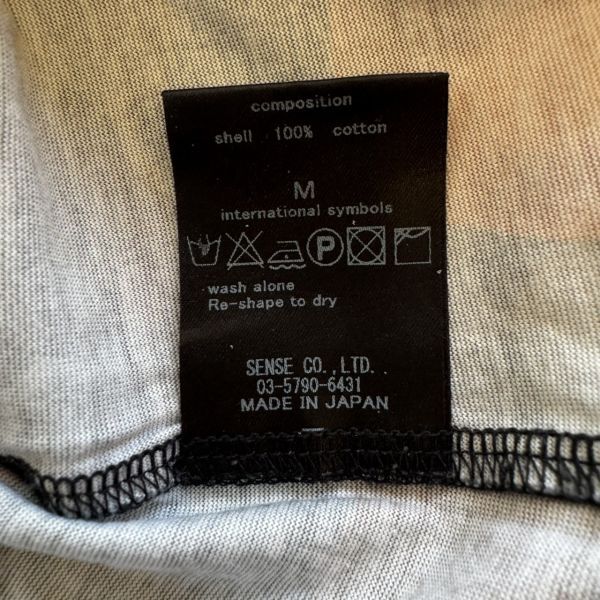 composition
shell 100% cotton
M
international symbols
P
wash alone
Re-shape to dry
SENSE CO.,LTD.
03-5790-6431
MADE IN JAPAN